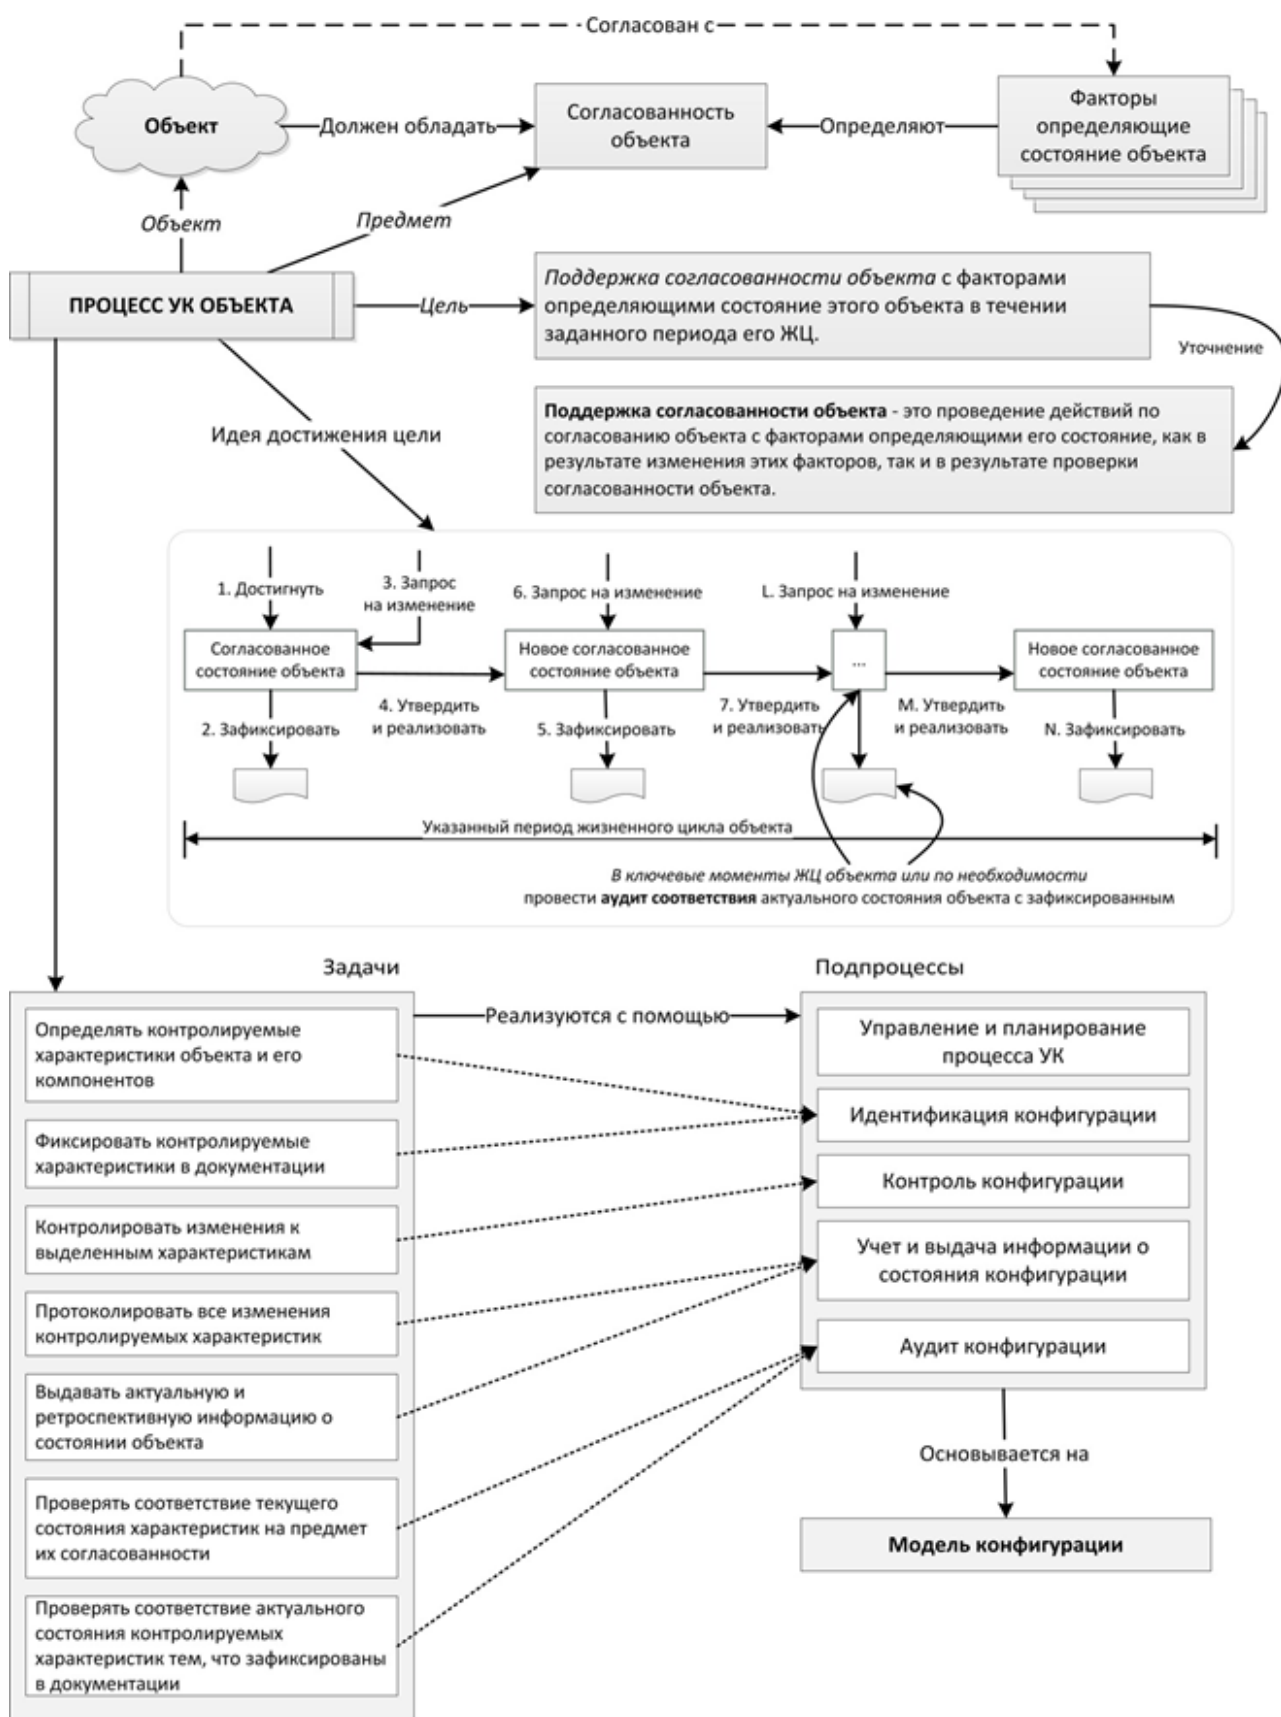 Согласован с
Объект
Должен обладать
Согласованность
объекта
Определяют
Факторы
определяющие
состояние объекта
Объект
Предмет
ПРОЦЕСС УК ОБЪЕКТА
Цель
Поддержка согласованности объекта с факторами
определяющими состояние этого объекта в течении
заданного периода его ЖЦ.
Уточнение
Поддержка согласованности объекта - это проведение действий по
согласованию объекта с факторами определяющими его состояние, как в
результате изменения этих факторов, так и в результате проверки
согласованности объекта.
Идея достижения цели
1. Достигнуть
3. Запрос
на изменение
6. Запрос на изменение
L. Запрос на изменение
Согласованное
состояние объекта
Новое согласованное
состояние объекта
...
Новое согласованное
состояние объекта
2. Зафиксировать
4. Утвердить
и реализовать
5. Зафиксировать
7. Утвердить
и реализовать
M. Утвердить
и реализовать
N. Зафиксировать
Указанный период жизненного цикла объекта
В ключевые моменты ЖЦ объекта или по необходимости
провести аудит соответствия актуального состояния объекта с зафиксированным
Задачи
Подпроцессы
Реализуются с помощью
Определять контролируемые
характеристики объекта и его
компонентов
Фиксировать контролируемые
характеристики в документации
Контролировать изменения к
выделенным характеристикам
Протоколировать все изменения
контролируемых характеристик
Выдавать актуальную и
ретроспективную информацию о
состоянии объекта
Проверять соответствие текущего
состояния характеристик на предмет
их согласованности
Проверять соответствие актуального
состояния контролируемых
характеристик тем, что зафиксированы
в документации
Управление и планирование
процесса УК
Идентификация конфигурации
Контроль конфигурации
Учет и выдача информации о
состояния конфигурации
Аудит конфигурации
Основывается на
Модель конфигурации